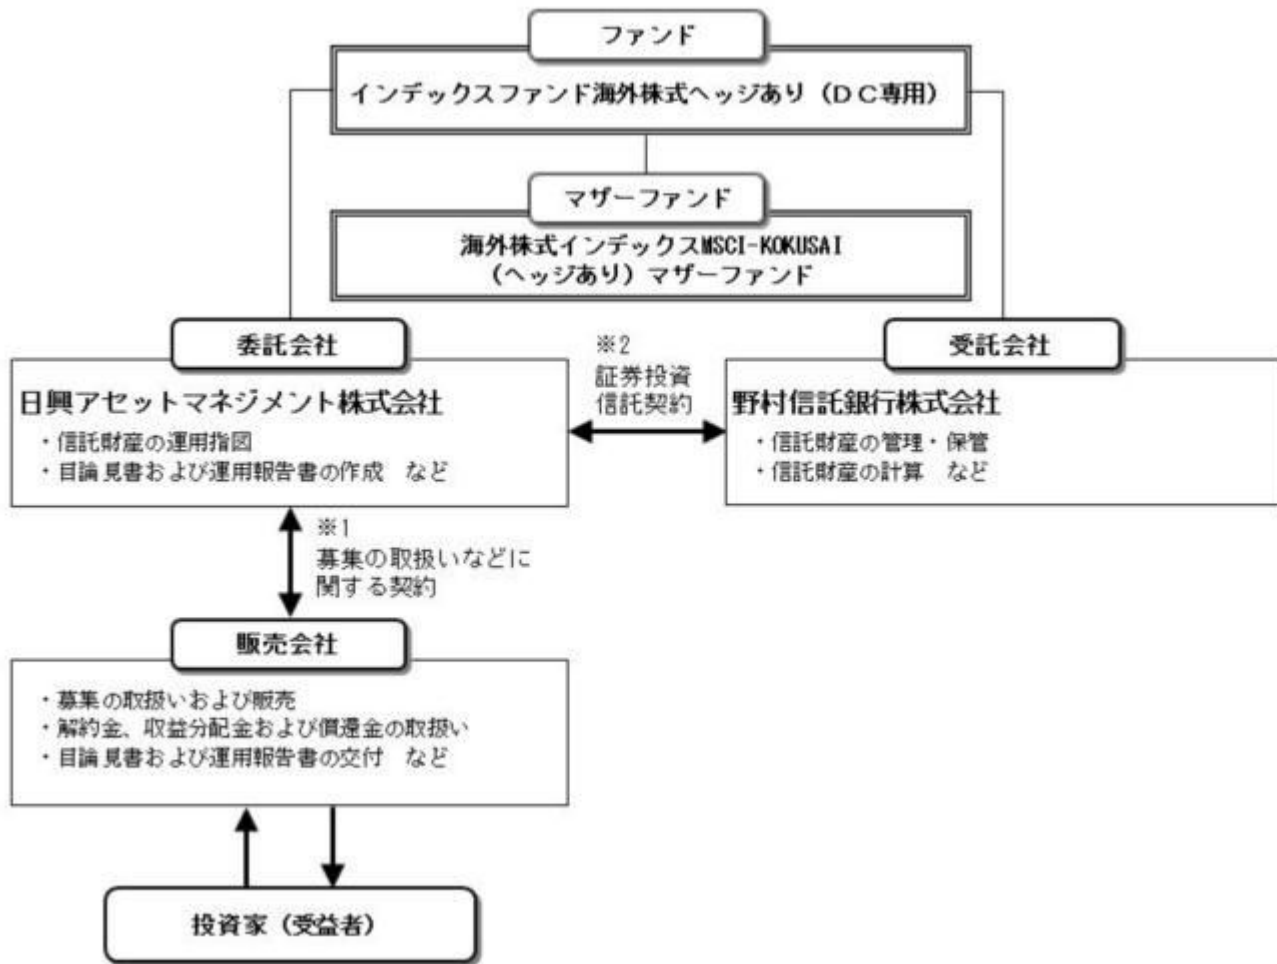 ファンド
インデックスファンド海外株式ヘッジあり（ＤＣ専用）
マザーファンド
海外株式インデックスMSCI-KOKUSAI
（ヘッジあり）マザーファンド
委託会社
日興アセットマネジメント株式会社
・信託財産の運用指図
・目論見書および運用報告書の作成　など
※2
証券投資
信託契約
受託会社
野村信託銀行株式会社
・信託財産の管理・保管
・信託財産の計算　など
※1
募集の取扱いなどに
関する契約
販売会社
・募集の取扱いおよび販売
・解約金、収益分配金および償還金の取扱い
・目論見書および運用報告書の交付　など
投資家（受益者）